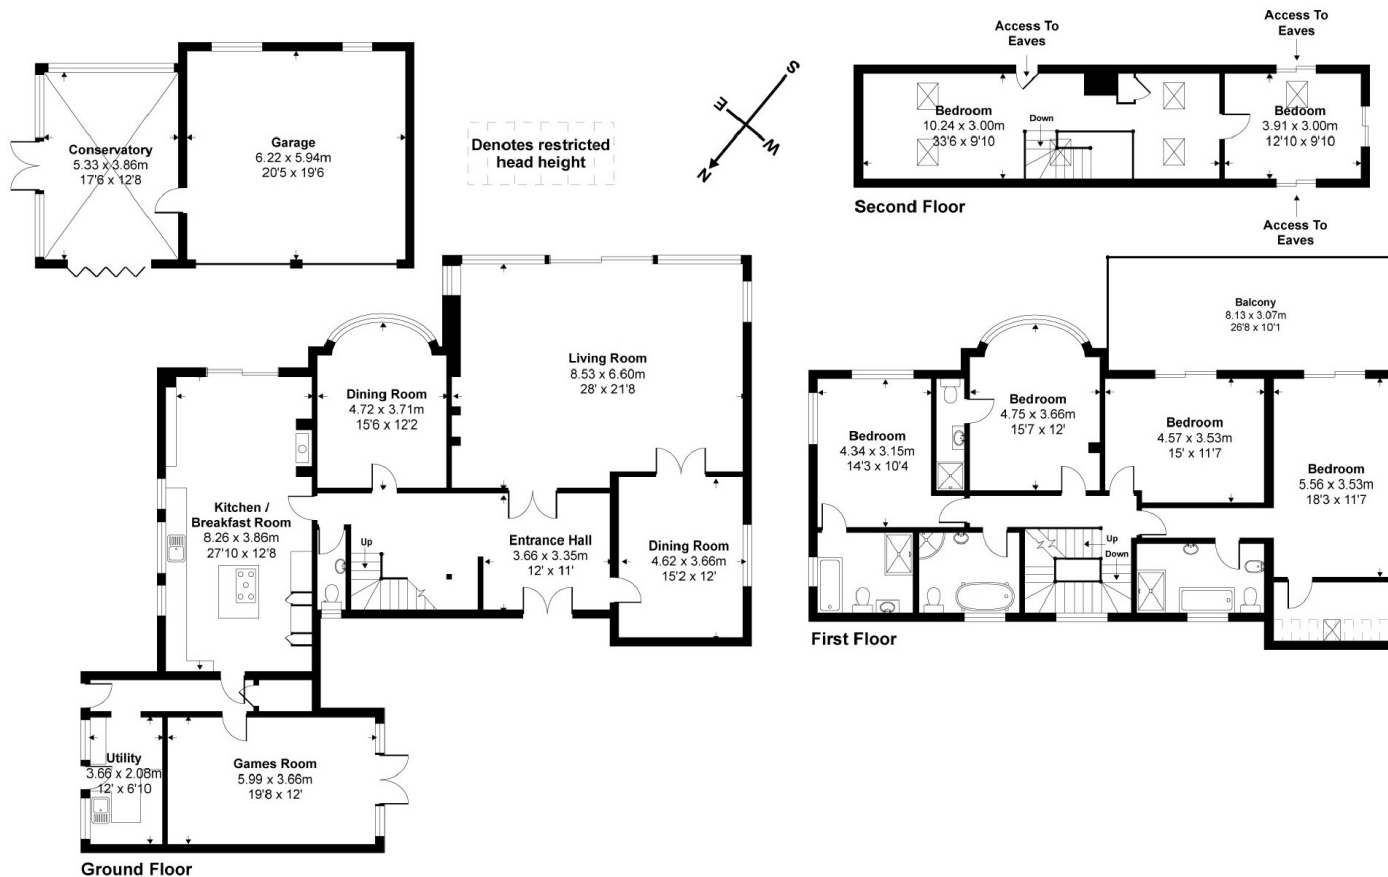 Conservatory
5.33 x 3.86m
17'6 x 12'8
Garage
6.22 x 5.94m
20'5 x 19'6
Denotes restricted
head height
S
E
W
N
Access To
Eaves
Access To
Eaves
Bedroom
10.24 x 3.00m
33'6 x 9'10
Down
Bedoom
3.91 x 3.00m
12'10 x 9'10
Second Floor
Access To
Eaves
Living Room
8.53 x 6.60m
28' x 21'8
Dining Room
4.72 x 3.71m
15'6 x 12'2
Kitchen /
Breakfast Room
8.26 x 3.86m
27'10 x 12'8
Up
Entrance Hall
3.66 x 3.35m
12' x 11'
Dining Room
4.62 x 3.66m
15'2 x 12'
Utility
3.66 x 2.08m
12' x 6'10
Games Room
5.99 x 3.66m
19'8 x 12'
Ground Floor
Balcony
8.13 x 3.07m
26'8 x 10'1
Bedroom
4.34 x 3.15m
14'3 x 10'4
Bedroom
4.75 x 3.66m
15'7 x 12'
Bedroom
4.57 x 3.53m
15' x 11'7
Bedroom
5.56 x 3.53m
18'3 x 11'7
Up
Down
First Floor